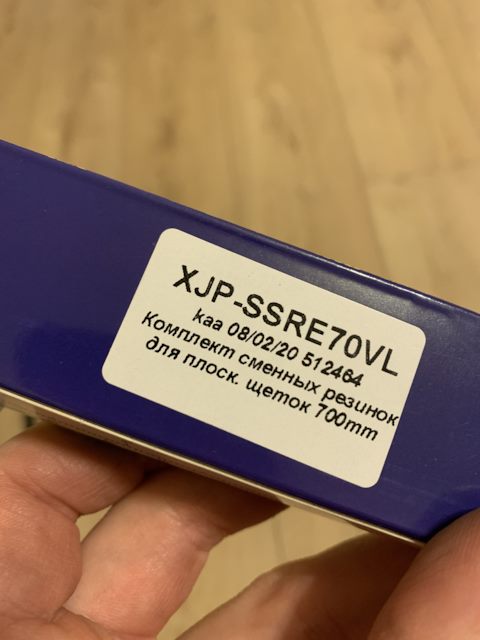 XJP-SSRE70VL
kaa 08/02/20 512464
Комплект сменных резинок
для плоск. щеток 700mm